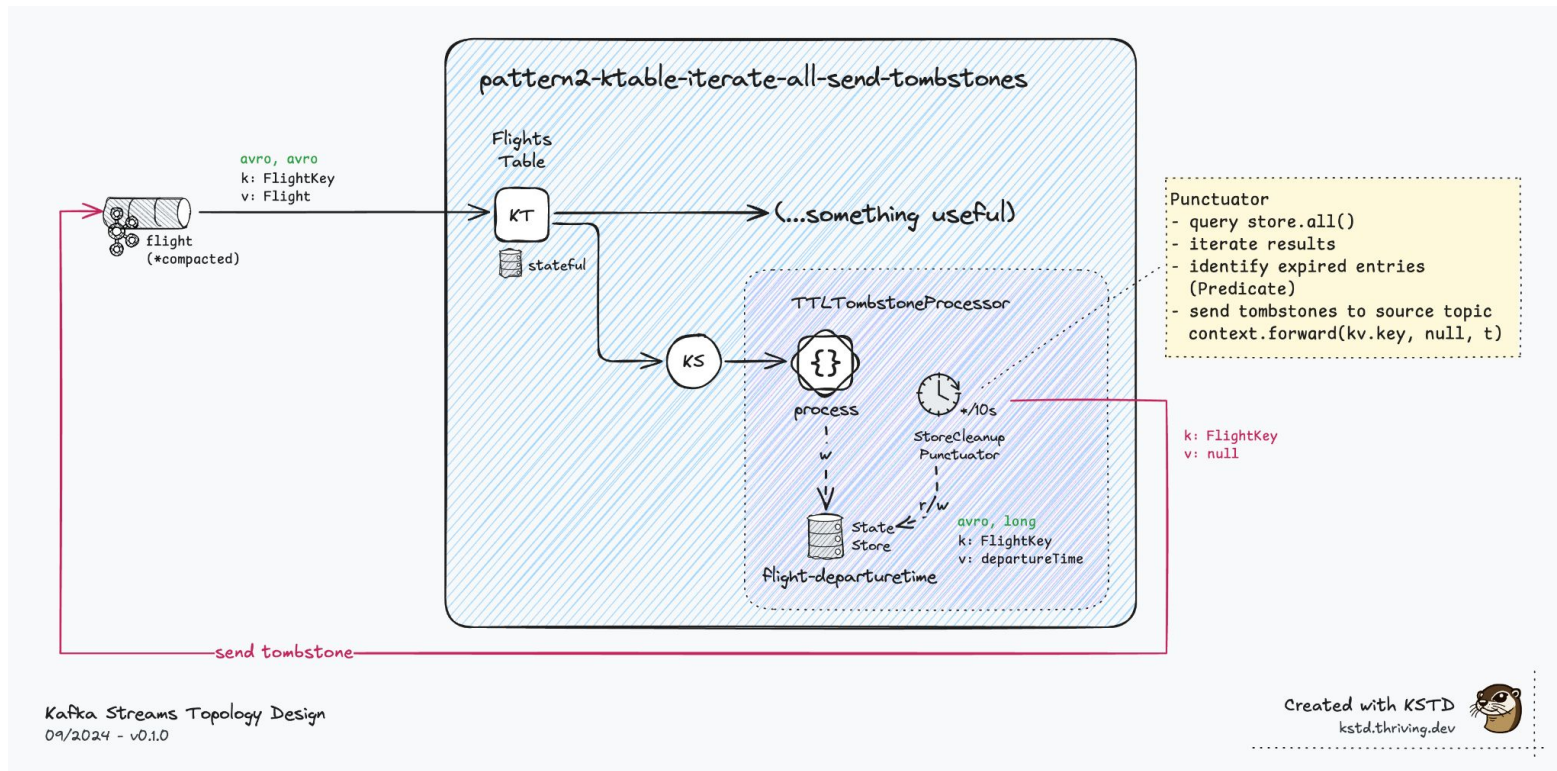 pattern2-ktable-iterate-all-send-tombstones
Flights
Table
avro, avro
k: FlightKey
v: Flight
flight
(*compacted)
KT
stateful
(...something useful)
Punctuator
- query store.all()
- iterate results
- identify expired entries
(Predicate)
- send tombstones to source topic
context.forward(kv.key, null, t)
TTLTombstoneProcessor
KS
{}
process
*/10s
StoreCleanup
Punctuator
w
r/w
State
Store
flight-departuretime
avro, long
k: FlightKey
v: departureTime
k: FlightKey
v: null
send tombstone
Kafka Streams Topology Design
09/2024 - v0.1.0
Created with KSTD
kstd.thriving.dev